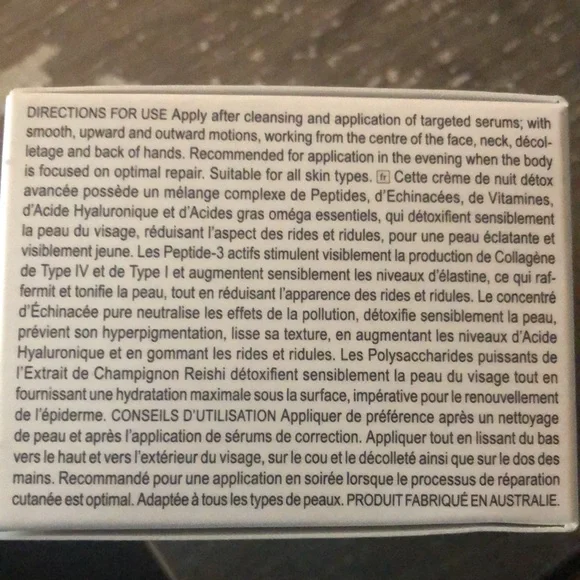 DIRECTIONS FOR USE Apply after cleansing and application of targeted serums; with
smooth, upward and outward motions, working from the centre of the face, neck, décol-
letage and back of hands. Recommended for application in the evening when the body
is focused on optimal repair. Suitable for all skin types. fr Cette crème de nuit détox
avancée possède un mélange complexe de Peptides, d'Echinacées, de Vitamines,
d'Acide Hyaluronique et d'Acides gras oméga essentiels, qui détoxifient sensiblement
la peau du visage, réduisant l'aspect des rides et ridules, pour une peau éclatante et
visiblement jeune. Les Peptide-3 actifs stimulent visiblement la production de Collagène
de Type IV et de Type I et augmentent sensiblement les niveaux d'élastine, ce qui raf-
fermit et tonifie la peau, tout en réduisant l'apparence des rides et ridules. Le concentré
d'Échinacée pure neutralise les effets de la pollution, détoxifie sensiblement la peau,
prévient son hyperpigmentation, lisse sa texture, en augmentant les niveaux d'Acide
Hyaluronique et en gommant les rides et ridules. Les Polysaccharides puissants de
l'Extrait de Champignon Reishi détoxifient sensiblement la peau du visage tout en
fournissant une hydratation maximale sous la surface, impérative pour le renouvellement
de l'épiderme. CONSEILS D'UTILISATION Appliquer de préférence après un nettoyage
de peau et après l'application de sérums de correction. Appliquer tout en lissant du bas
vers le haut et vers l'extérieur du visage, sur le cou et le décolleté ainsi que sur le dos des
mains. Recommandé pour une application en soirée lorsque le processus de réparation
cutanée est optimal. Adaptée à tous les types de peaux. PRODUIT FABRIQUÉ EN AUSTRALIE.